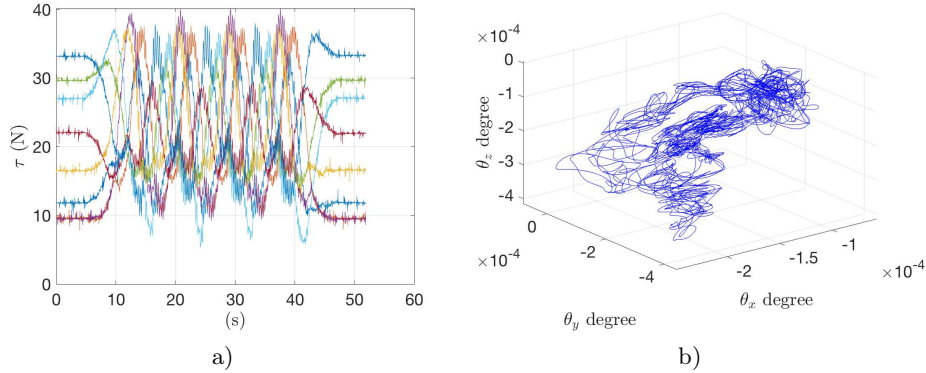 40
30
20
10
0
τ (N)
0 10 20 30 40 50 60
(s)
a)
×10⁻⁴
0
-1
-2
-3
-4
θz degree
×10⁻⁴
0
-2
-4
θy degree
-2
-1.5
-1
×10⁻⁴
θx degree
b)